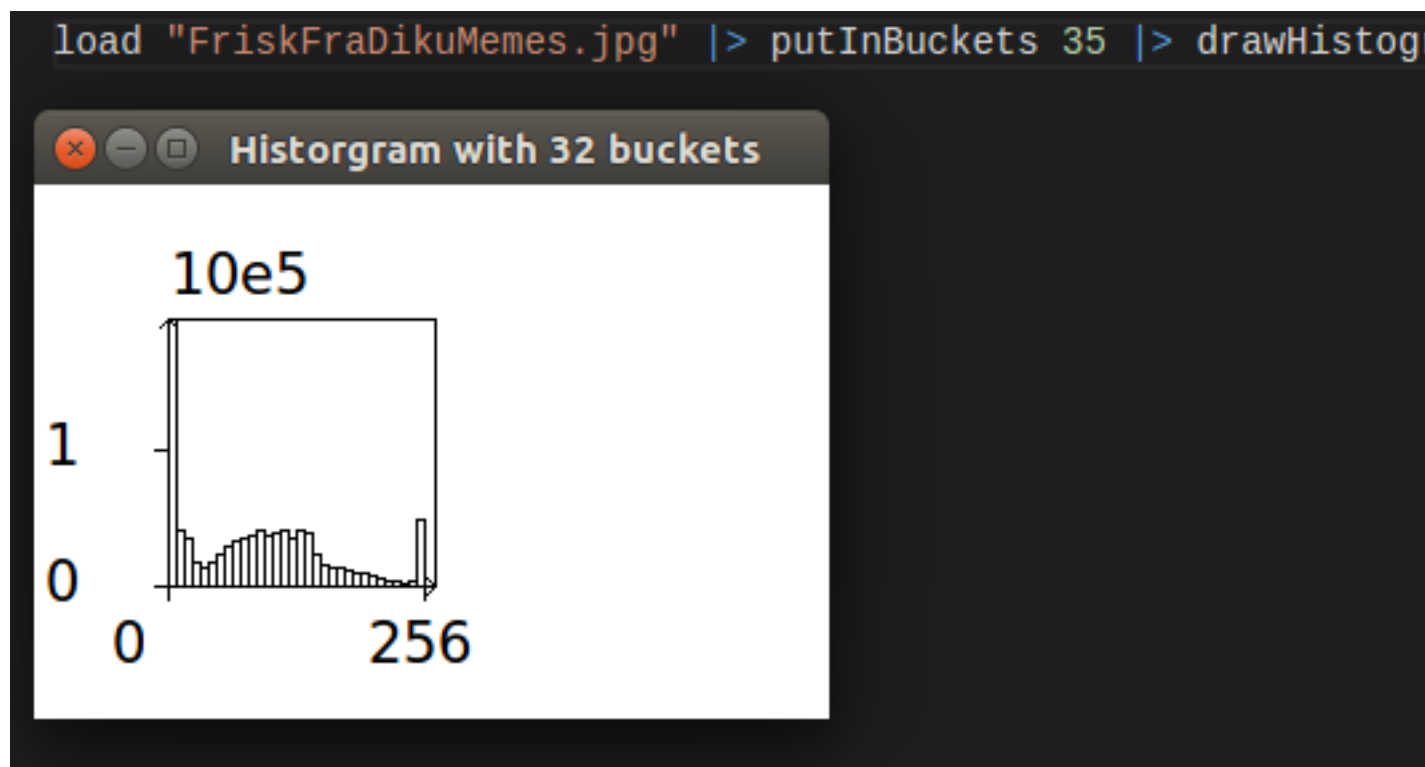 load "FriskFraDikuMemes.jpg" |> putInBuckets 35 |> drawHistog
Historgram with 32 buckets
10e5
1
0
0 256